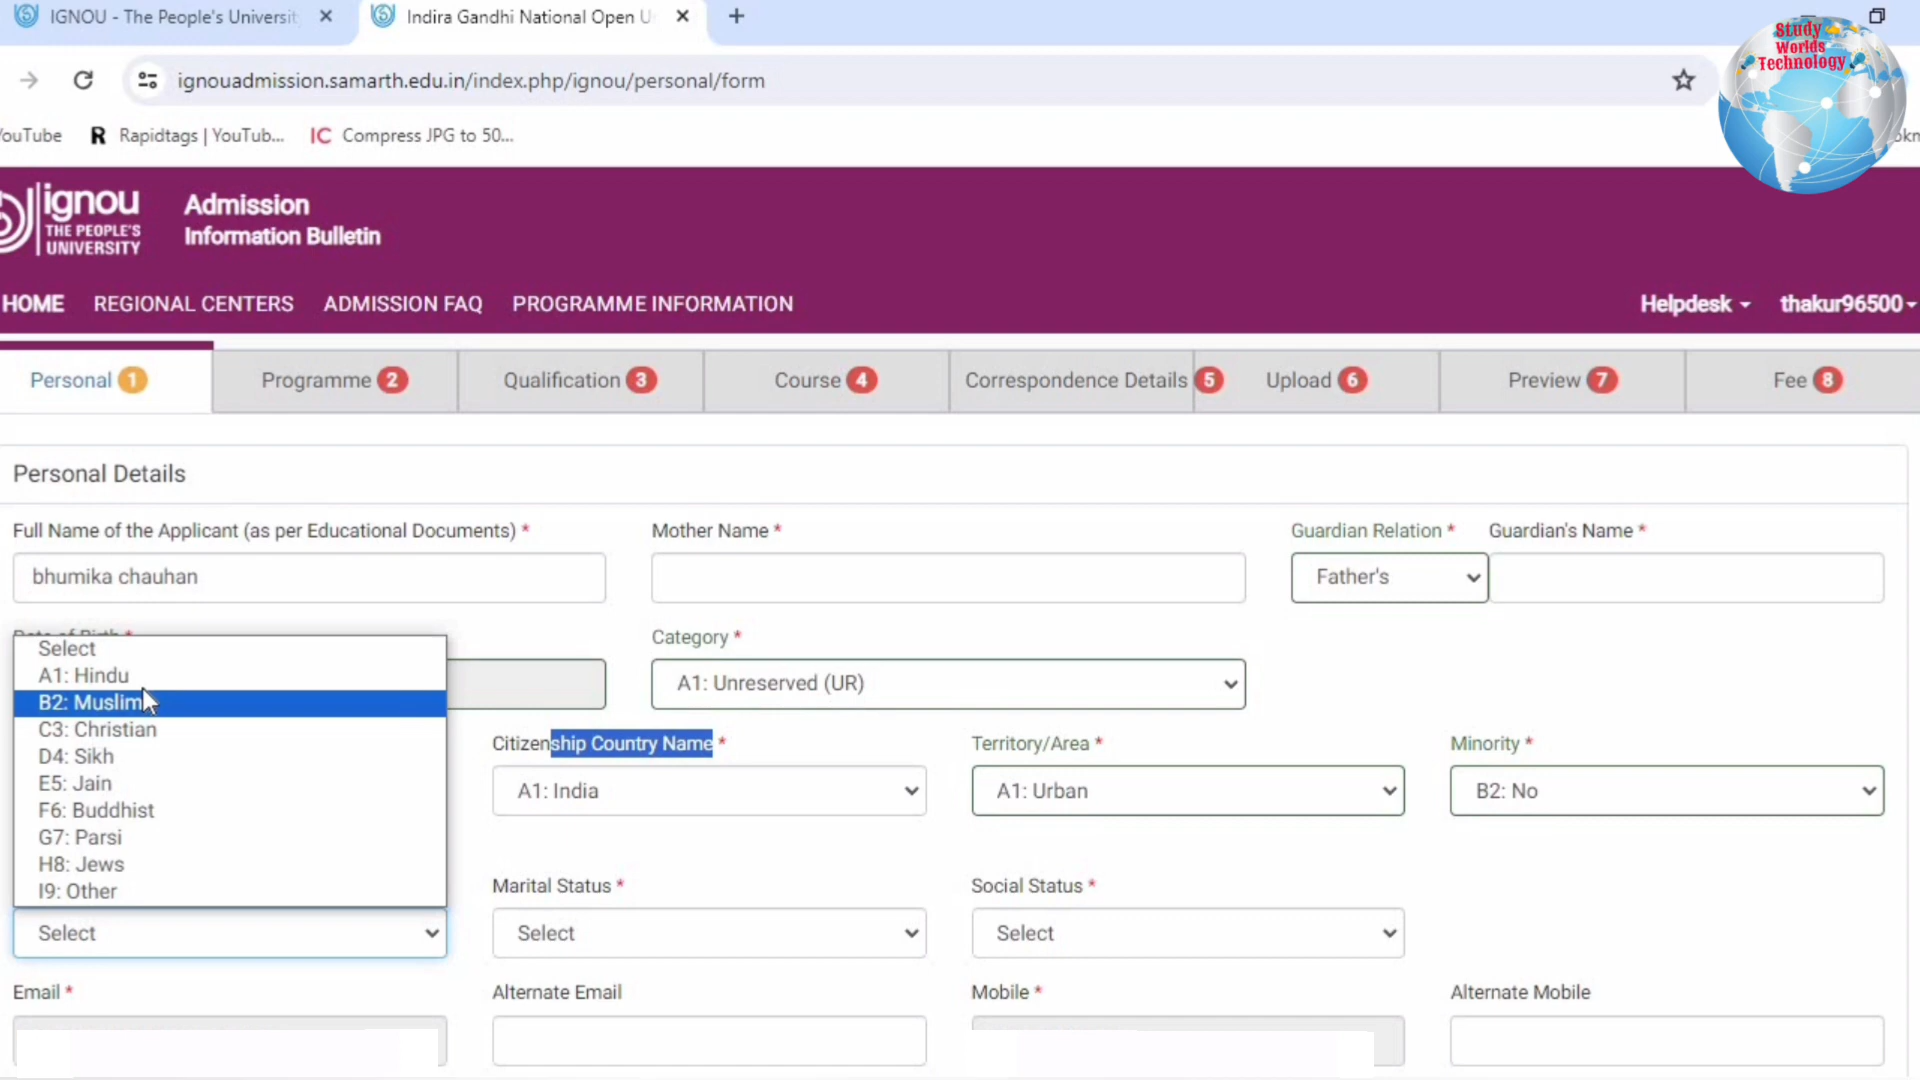 IGNOU - The People's Universit
Indira Gandhi National Open U
Study
Worlds
Technology
ignouadmission.samarth.edu.in/index.php/ignou/personal/form
YouTube
R Rapidtags | YouTub...
IC Compress JPG to 50...
ignou
THE PEOPLE'S
UNIVERSITY
Admission
Information Bulletin
HOME REGIONAL CENTERS ADMISSION FAQ PROGRAMME INFORMATION Helpdesk thakur96500
Personal 1 Programme 2 Qualification 3 Course 4 Correspondence Details 5 Upload 6 Preview 7 Fee 8
Personal Details
Full Name of the Applicant (as per Educational Documents) * Mother Name * Guardian Relation * Guardian's Name *
bhumika chauhan Father's
Date of Birth * Category *
A1: Unreserved (UR)
Select
A1: Hindu
B2: Muslim
C3: Christian
D4: Sikh
E5: Jain
F6: Buddhist
G7: Parsi
H8: Jews
I9: Other
Citizenship Country Name * Territory/Area * Minority *
A1: India A1: Urban B2: No
Marital Status * Social Status *
Select Select Select
Email * Alternate Email Mobile * Alternate Mobile